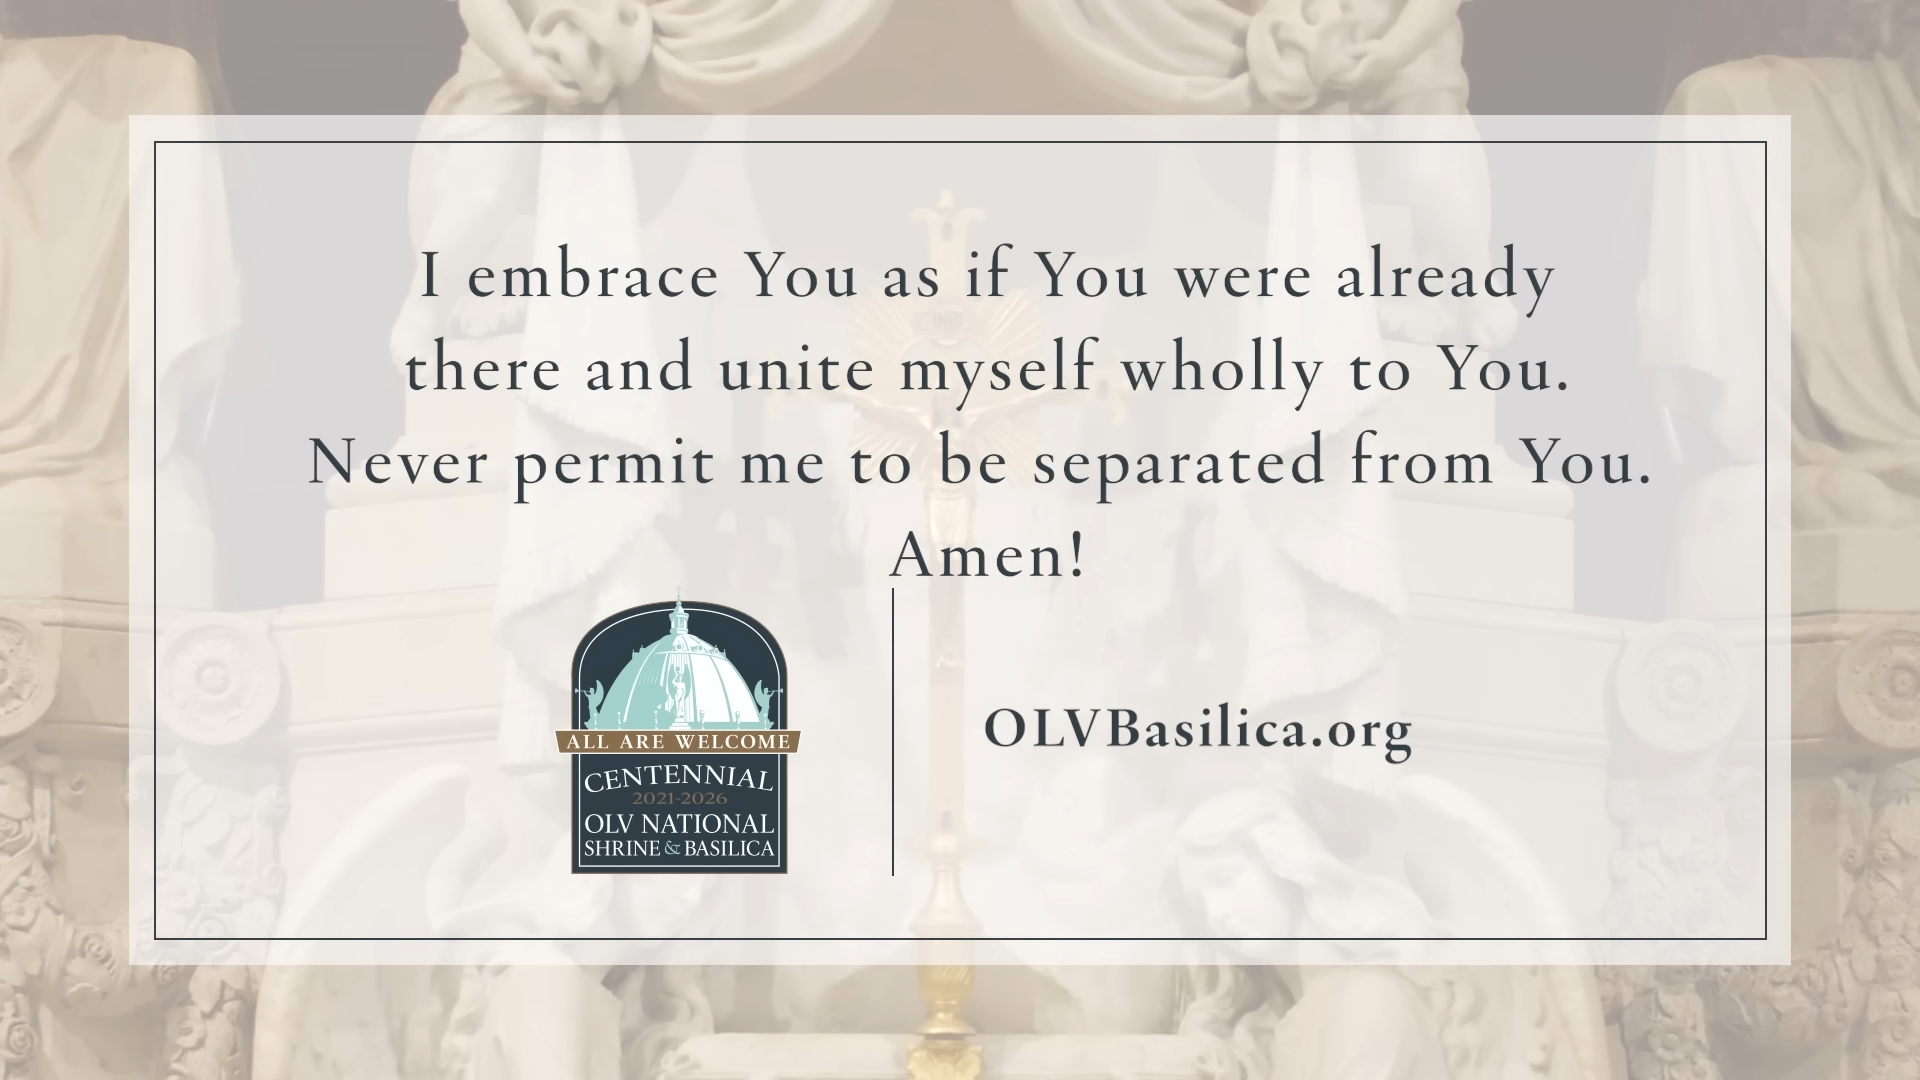 I embrace You as if You were already
there and unite myself wholly to You.
Never permit me to be separated from You.
Amen!
ALL ARE WELCOME
CENTENNIAL
2021-2026
OLV NATIONAL
SHRINE & BASILICA
OLVBasilica.org